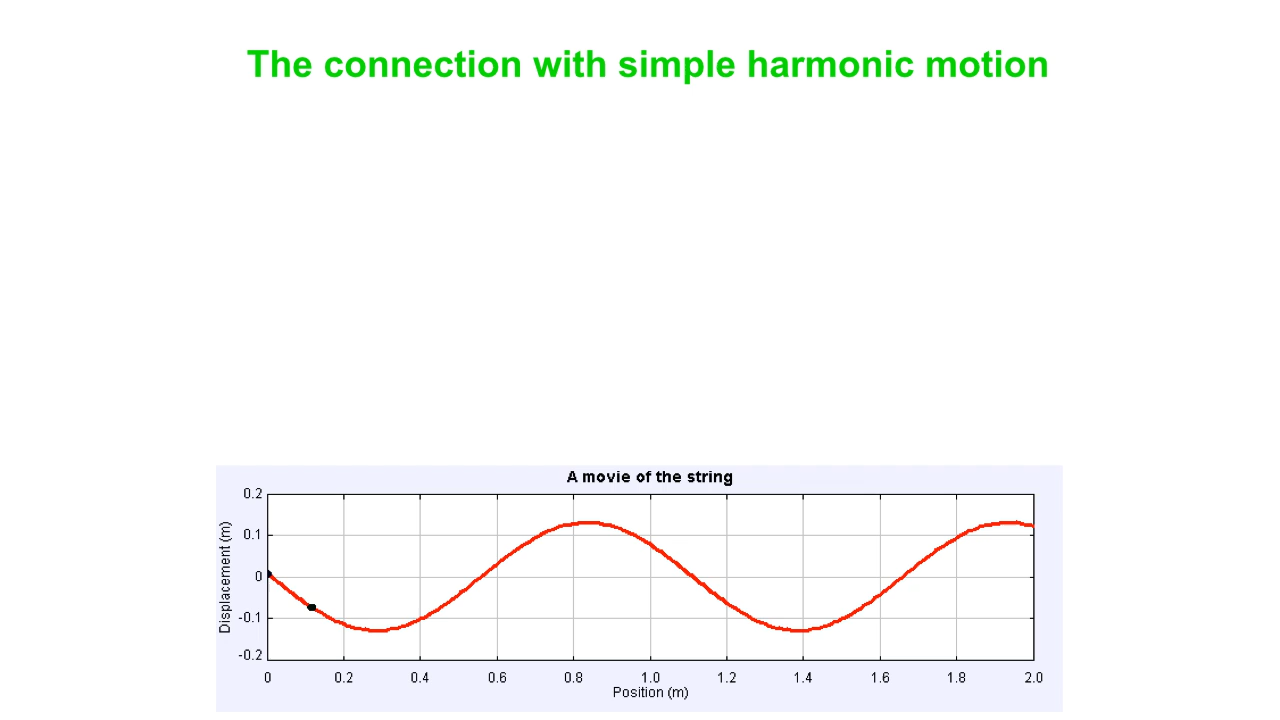 The connection with simple harmonic motion
A movie of the string
Displacement (m)
0.2
0.1
0
-0.1
-0.2
0 0.2 0.4 0.6 0.8 1.0 1.2 1.4 1.6 1.8 2.0
Position (m)